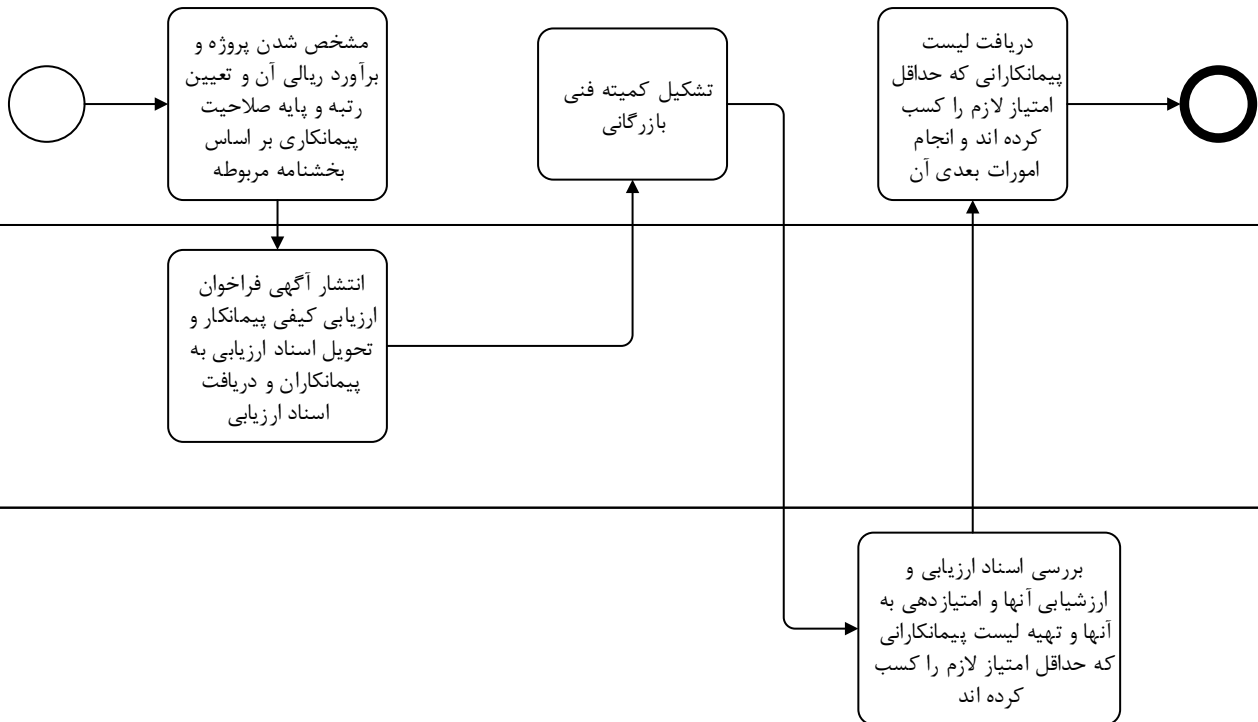 مشخص شدن پروژه و
برآورد ریالی آن و تعیین
رتبه و پایه صلاحیت
پیمانکاری بر اساس
بخشنامه مربوطه
انتشار آگهی فراخوان
ارزیابی کیفی پیمانکار و
تحویل اسناد ارزیابی به
پیمانکاران و دریافت
اسناد ارزیابی
تشکیل کمیته فنی
بازرگانی
بررسی اسناد ارزیابی و
ارزشیابی آنها و امتیازدهی به
آنها و تهیه لیست پیمانکارانی
که حداقل امتیاز لازم را کسب
کرده اند
دریافت لیست
پیمانکارانی که حداقل
امتیاز لازم را کسب
کرده اند و انجام
امورات بعدی آن